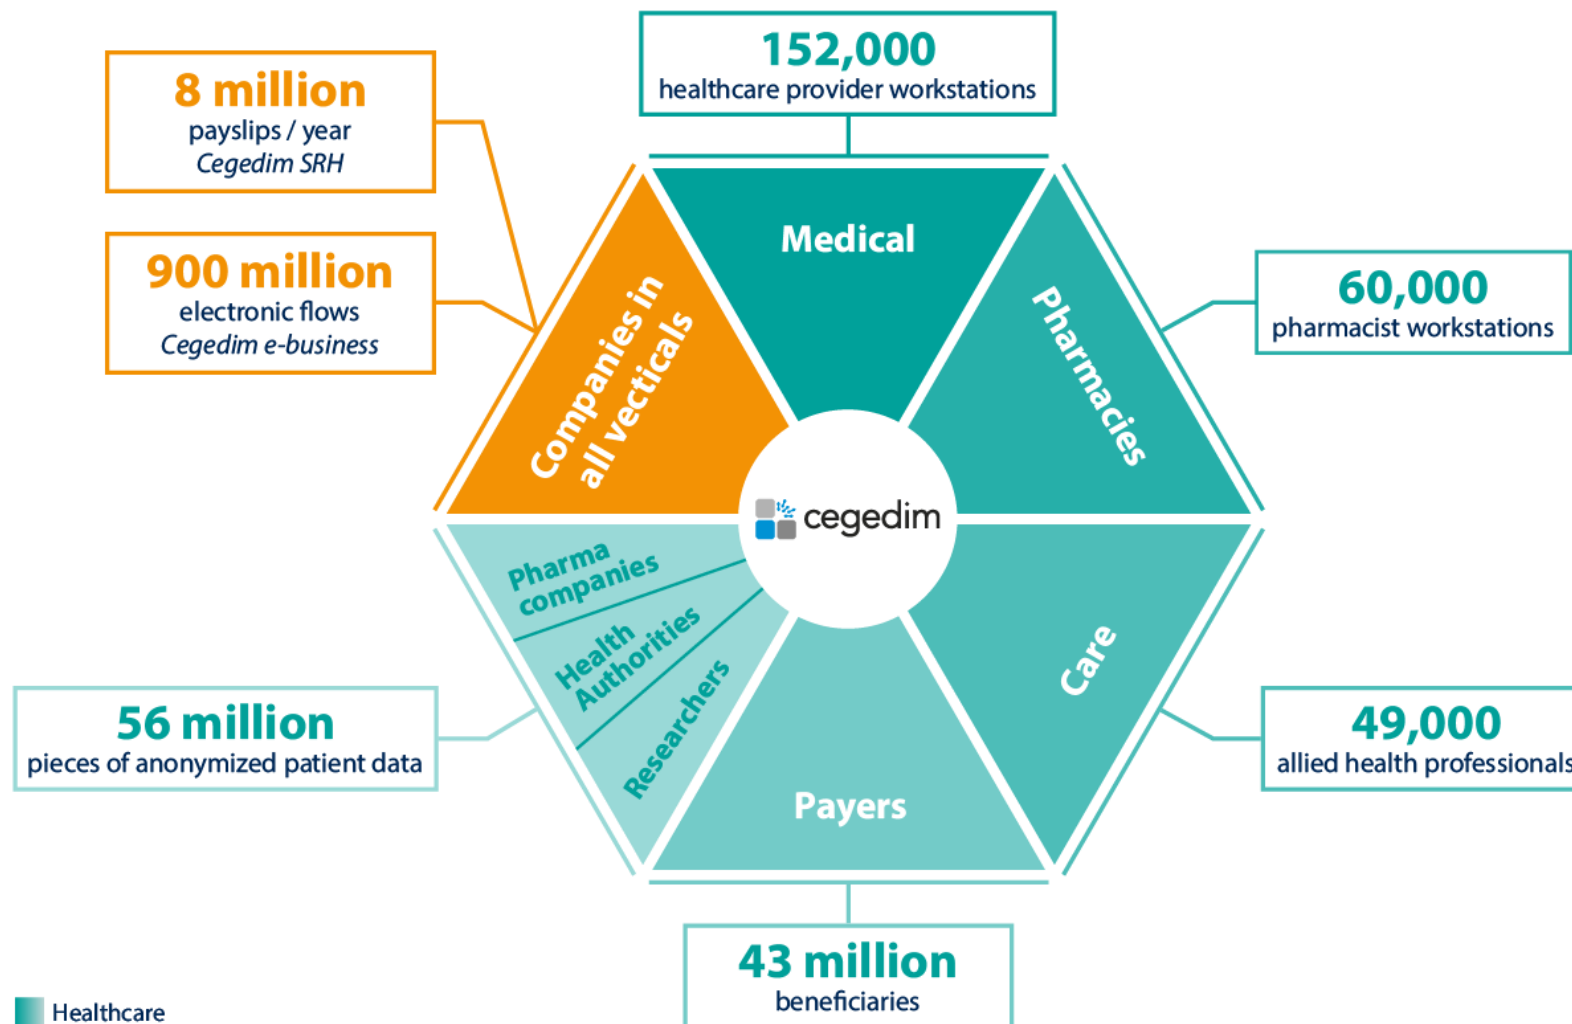 152,000
healthcare provider workstations
8 million
payslips / year
Cegedim SRH
900 million
electronic flows
Cegedim e-business
Medical
Pharmacies
60,000
pharmacist workstations
Companies in
all vecticals
cegedim
Pharma
companies
Health
Authorities
Researchers
Care
Payers
56 million
pieces of anonymized patient data
49,000
allied health professionals
43 million
beneficiaries
Healthcare